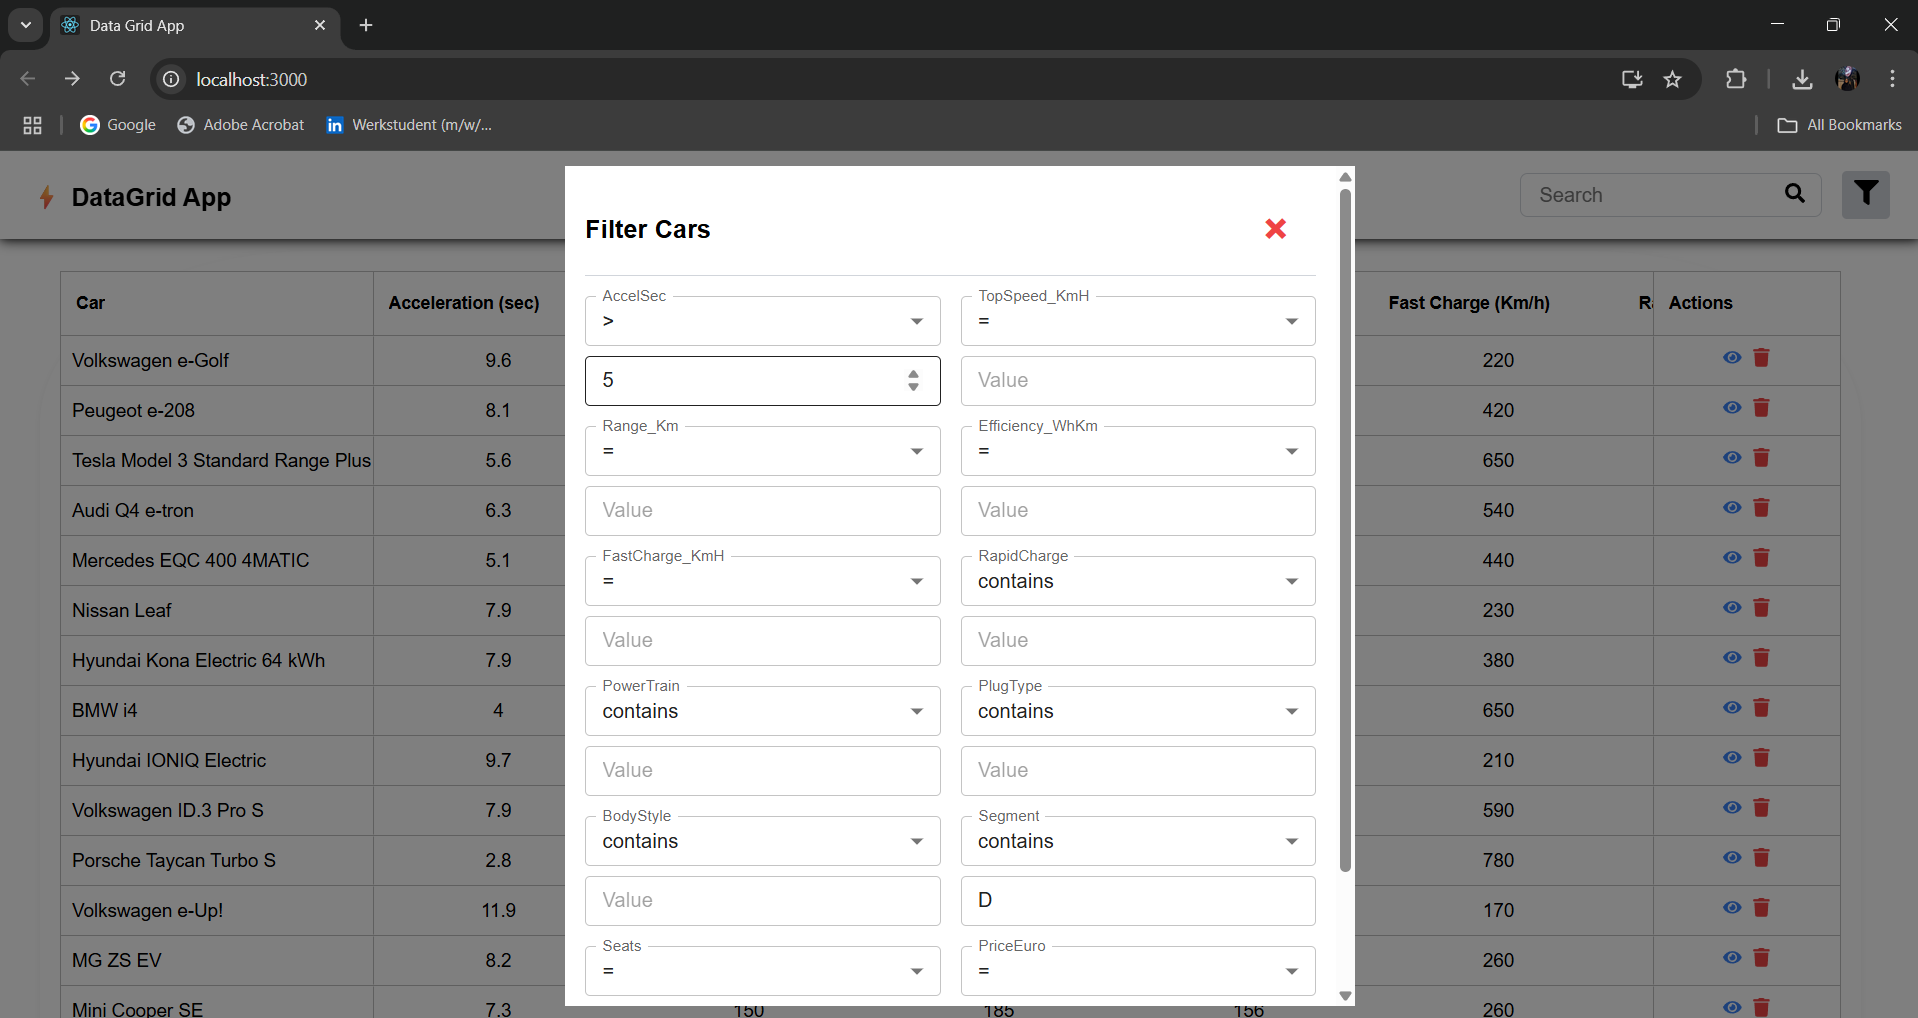 Data Grid App
localhost:3000
Google Adobe Acrobat Werkstudent (m/w/... All Bookmarks
DataGrid App Search
Filter Cars
Car Acceleration (sec) Fast Charge (Km/h) Actions
AccelSec TopSpeed_KmH
> =
5 Value
Range_Km Efficiency_WhKm
= =
Value Value
FastCharge_KmH RapidCharge
= contains
Value Value
PowerTrain PlugType
contains contains
Value Value
BodyStyle Segment
contains contains
Value D
Seats PriceEuro
= =
Volkswagen e-Golf 9.6 220
Peugeot e-208 8.1 420
Tesla Model 3 Standard Range Plus 5.6 650
Audi Q4 e-tron 6.3 540
Mercedes EQC 400 4MATIC 5.1 440
Nissan Leaf 7.9 230
Hyundai Kona Electric 64 kWh 7.9 380
BMW i4 4 650
Hyundai IONIQ Electric 9.7 210
Volkswagen ID.3 Pro S 7.9 590
Porsche Taycan Turbo S 2.8 780
Volkswagen e-Up! 11.9 170
MG ZS EV 8.2 260
Mini Cooper SE 7.3 150 185 156 260